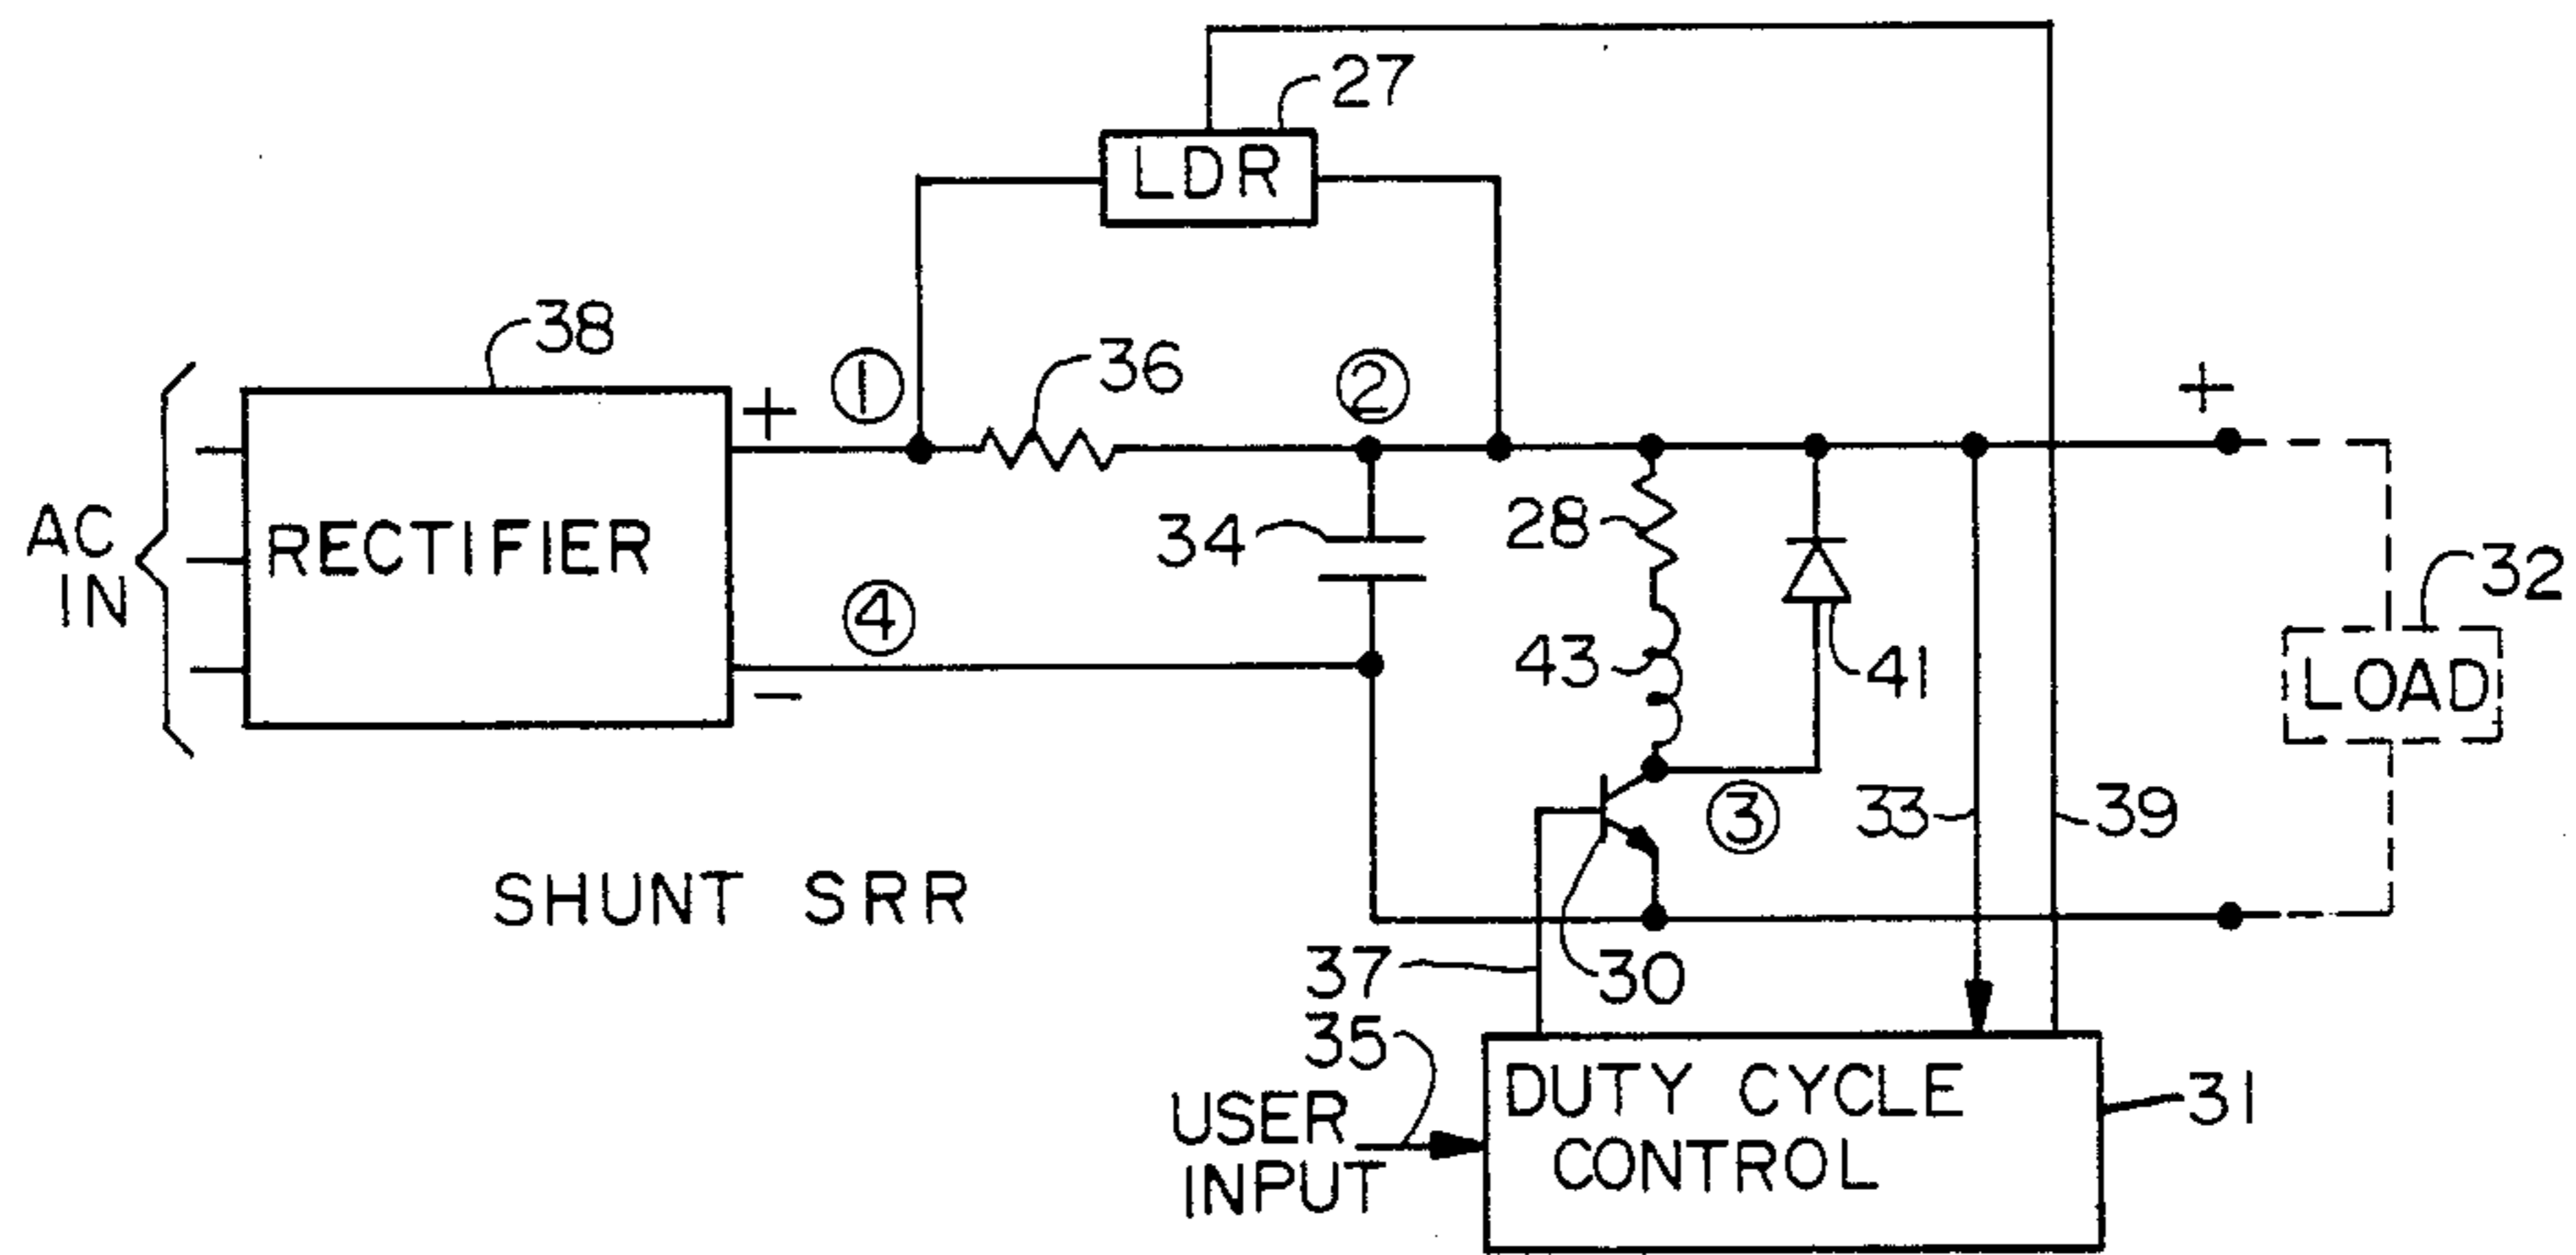 27
LDR
38
+
①
36
②
+
AC
IN
RECTIFIER
34
28
32
④
43
41
LOAD
−
③
33
39
SHUNT SRR
37
30
35
DUTY CYCLE
CONTROL
31
USER
INPUT